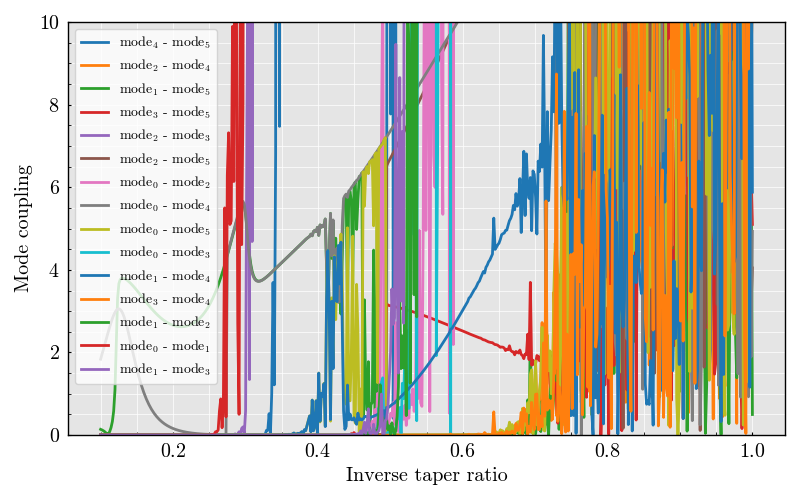 10
8
6
4
2
0
Mode coupling
mode₄ - mode₅
mode₂ - mode₄
mode₁ - mode₅
mode₃ - mode₅
mode₂ - mode₃
mode₂ - mode₅
mode₀ - mode₂
mode₀ - mode₄
mode₀ - mode₅
mode₀ - mode₃
mode₁ - mode₄
mode₃ - mode₄
mode₁ - mode₂
mode₀ - mode₁
mode₁ - mode₃
0.2 0.4 0.6 0.8 1.0
Inverse taper ratio